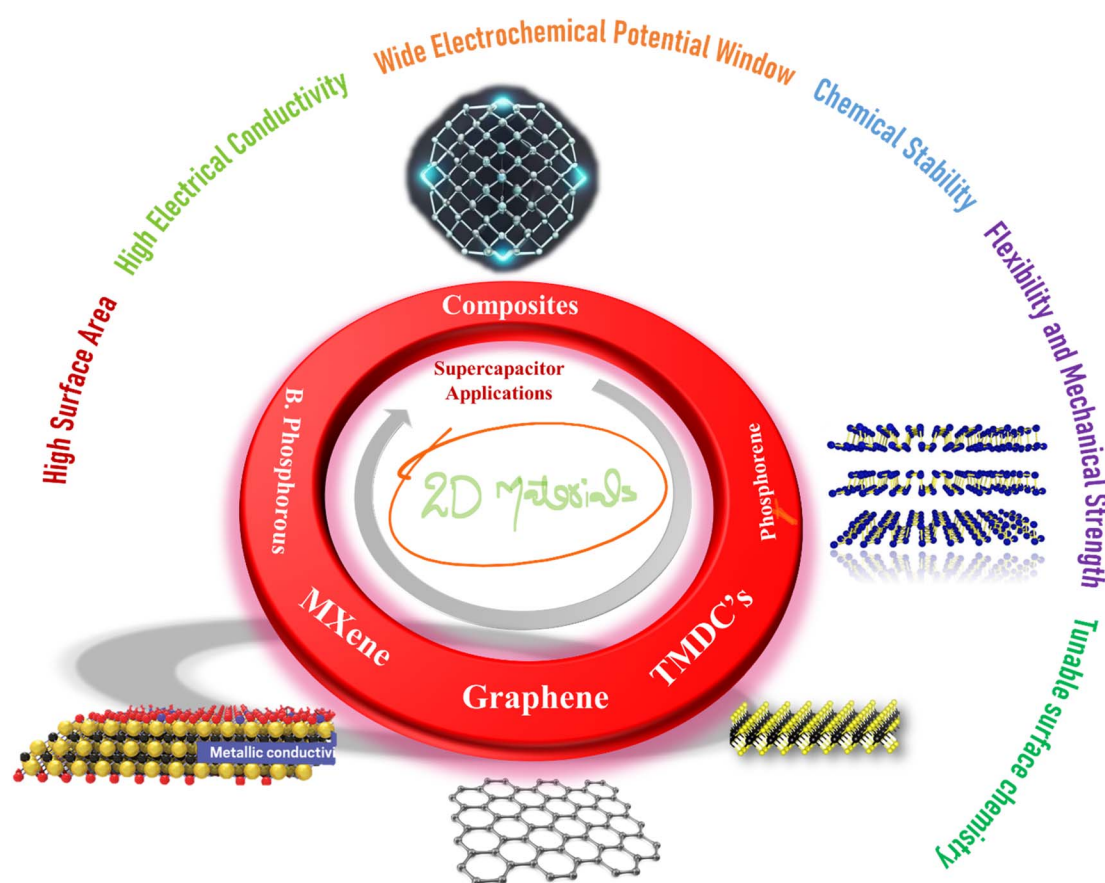 Wide Electrochemical Potential Window
High Electrical Conductivity
Chemical Stability
High Surface Area
Flexibility and Mechanical Strength
Tunable surface chemistry
Composites
Supercapacitor
Applications
B. Phosphorous
2D Materials
Phosphorene
MXene
TMDC's
Graphene
Metallic conductivi